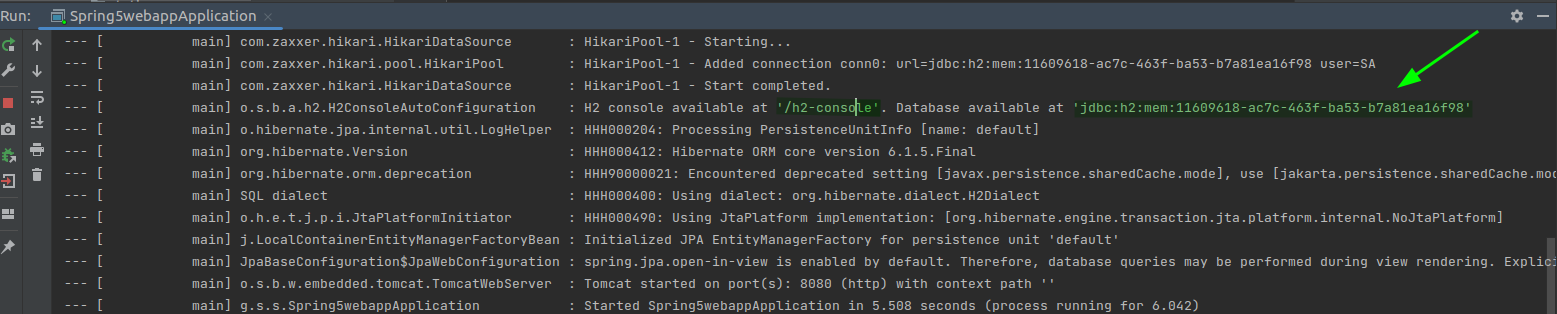 Run: Spring5webappApplication ×
--- [ main] com.zaxxer.hikari.HikariDataSource : HikariPool-1 - Starting...
--- [ main] com.zaxxer.hikari.pool.HikariPool : HikariPool-1 - Added connection conn0: url=jdbc:h2:mem:11609618-ac7c-463f-ba53-b7a81ea16f98 user=SA
--- [ main] com.zaxxer.hikari.HikariDataSource : HikariPool-1 - Start completed.
--- [ main] o.s.b.a.h2.H2ConsoleAutoConfiguration : H2 console available at '/h2-console'. Database available at 'jdbc:h2:mem:11609618-ac7c-463f-ba53-b7a81ea16f98'
--- [ main] o.hibernate.jpa.internal.util.LogHelper : HHH000204: Processing PersistenceUnitInfo [name: default]
--- [ main] org.hibernate.Version : HHH000412: Hibernate ORM core version 6.1.5.Final
--- [ main] org.hibernate.orm.deprecation : HHH90000021: Encountered deprecated setting [javax.persistence.sharedCache.mode], use [jakarta.persistence.sharedCache.mo
--- [ main] SQL dialect : HHH000400: Using dialect: org.hibernate.dialect.H2Dialect
--- [ main] o.h.e.t.j.p.i.JtaPlatformInitiator : HHH000490: Using JtaPlatform implementation: [org.hibernate.engine.transaction.jta.platform.internal.NoJtaPlatform]
--- [ main] j.LocalContainerEntityManagerFactoryBean : Initialized JPA EntityManagerFactory for persistence unit 'default'
--- [ main] JpaBaseConfiguration$JpaWebConfiguration : spring.jpa.open-in-view is enabled by default. Therefore, database queries may be performed during view rendering. Explici
--- [ main] o.s.b.w.embedded.tomcat.TomcatWebServer : Tomcat started on port(s): 8080 (http) with context path ''
--- [ main] g.s.s.Spring5webappApplication : Started Spring5webappApplication in 5.508 seconds (process running for 6.042)